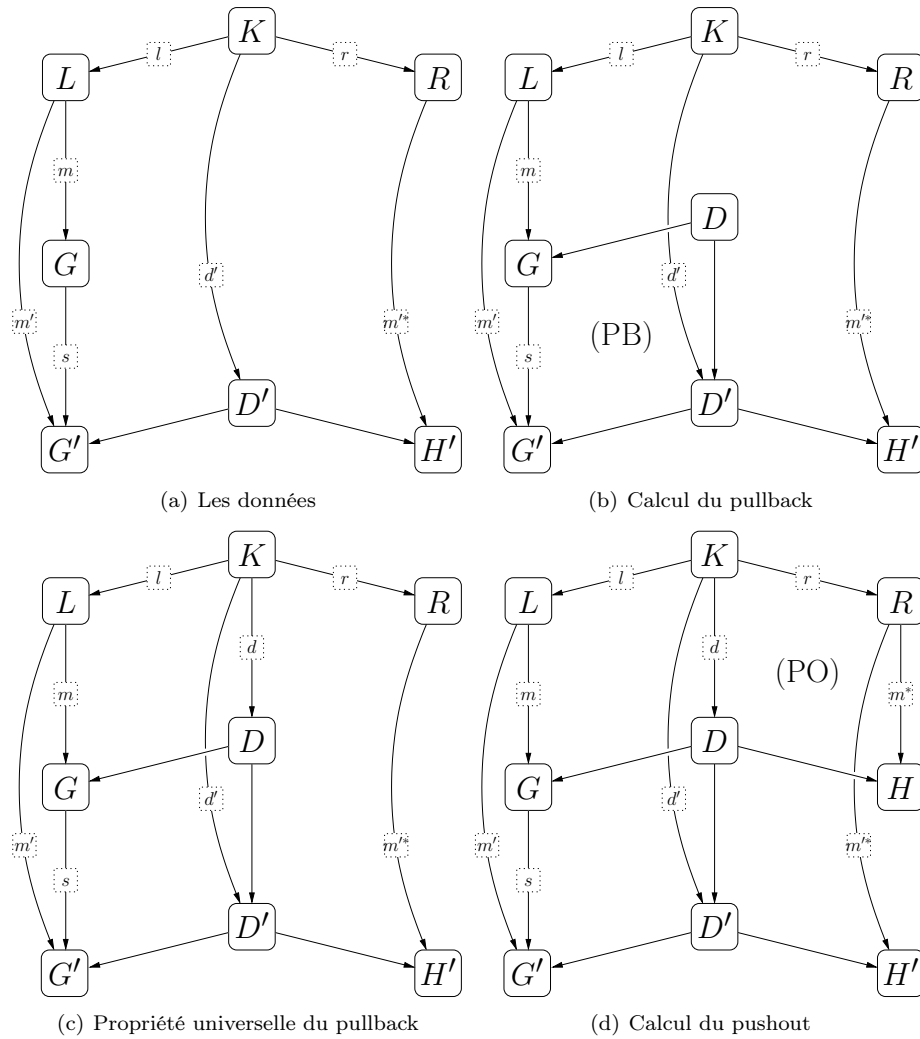 K K
L l r R L l r R
m m
D
G G
d′ d′
m′ m′* m′ (PB) m′*
s s
D′ D′
G′ H′ G′ H′
(a) Les données (b) Calcul du pullback
K K
L l r R L l r R
d d
(PO)
m m m*
D D
G G H
d′ d′
m′ m′* m′ m′*
s s
D′ D′
G′ H′ G′ H′
(c) Propriété universelle du pullback (d) Calcul du pushout